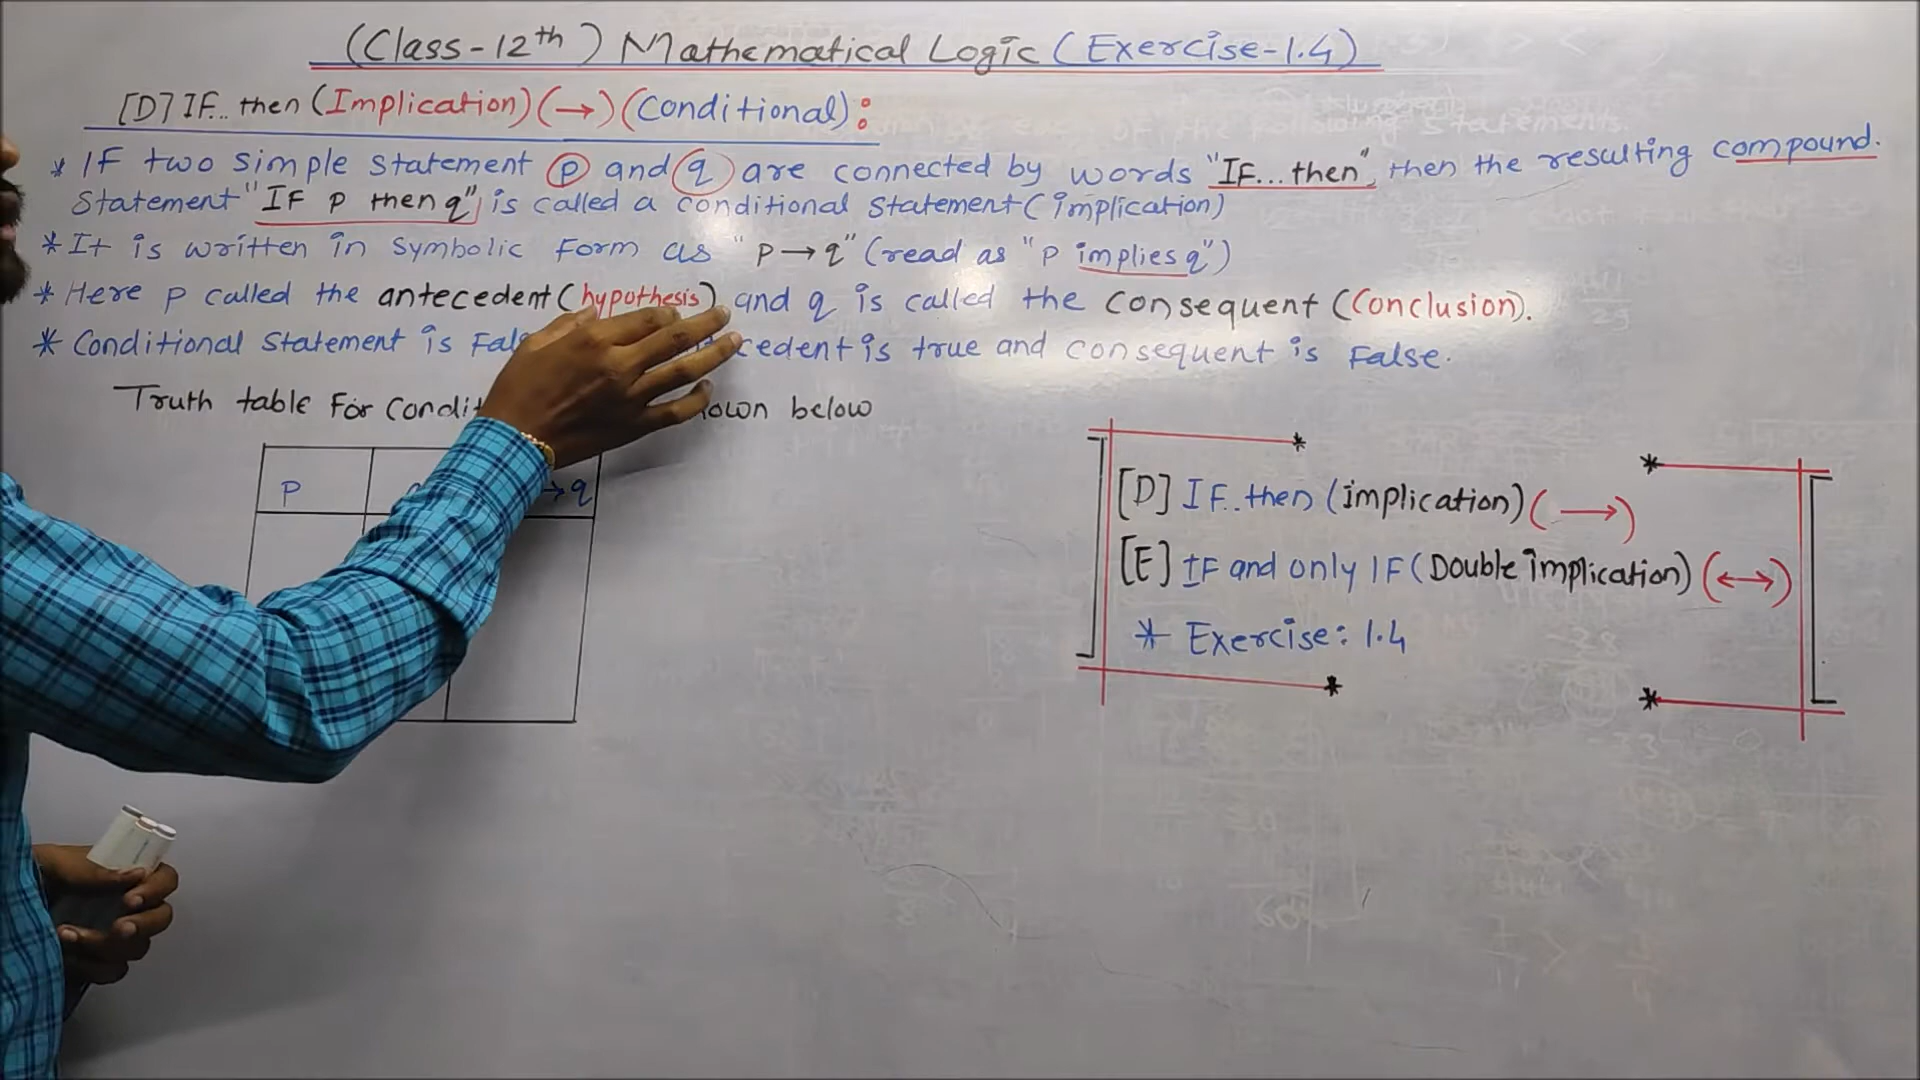 (Class-12th) Mathematical Logic (Exercise-1.4)
[D] IF... then (Implication) (→) (Conditional):
* IF two simple statement p and q are connected by words "IF...then", then the resulting compound.
Statement "IF p then q" is called a conditional statement (implication)
* It is written in symbolic form as "p→q" (read as "p implies q")
* Here p called the antecedent (hypothesis) and q is called the consequent (Conclusion).
* Conditional Statement is cedent is true and consequent is False.
Truth table For below
p →q
[D] IF..then (implication) (→)
[E] IF and only IF (Double implication) (↔)
* Exercise: 1.4